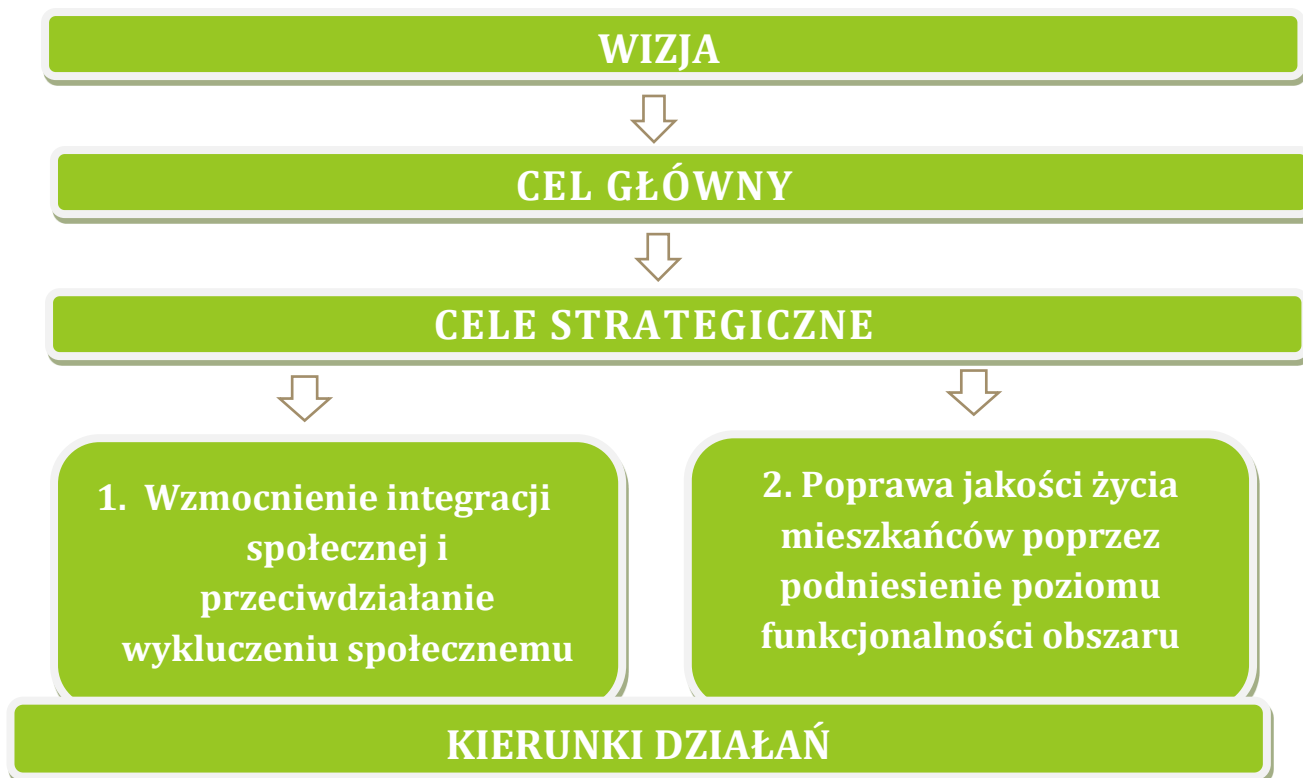 WIZJA
CEL GŁÓWNY
CELE STRATEGICZNE
1. Wzmocnienie integracji
społecznej i
przeciwdziałanie
wykluczeniu społecznemu
2. Poprawa jakości życia
mieszkańców poprzez
podniesienie poziomu
funkcjonalności obszaru
KIERUNKI DZIAŁAŃ